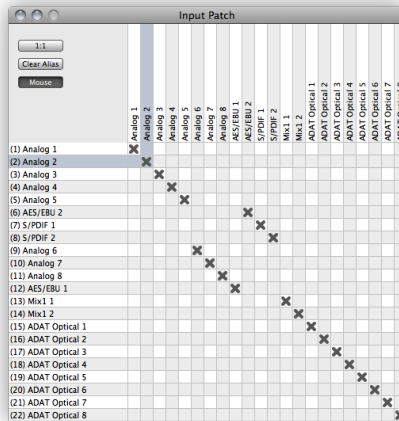 Input Patch
1:1
Clear Alias
Mouse
Analog 1
Analog 2
Analog 3
Analog 4
Analog 5
Analog 6
Analog 7
Analog 8
AES/EBU 1
AES/EBU 2
S/PDIF 1
S/PDIF 2
Mix1 1
Mix1 2
ADAT Optical 1
ADAT Optical 2
ADAT Optical 3
ADAT Optical 4
ADAT Optical 5
ADAT Optical 6
ADAT Optical 7
(1) Analog 1
(2) Analog 2
(3) Analog 3
(4) Analog 4
(5) Analog 5
(6) AES/EBU 2
(7) S/PDIF 1
(8) S/PDIF 2
(9) Analog 6
(10) Analog 7
(11) Analog 8
(12) AES/EBU 1
(13) Mix1 1
(14) Mix1 2
(15) ADAT Optical 1
(16) ADAT Optical 2
(17) ADAT Optical 3
(18) ADAT Optical 4
(19) ADAT Optical 5
(20) ADAT Optical 6
(21) ADAT Optical 7
(22) ADAT Optical 8